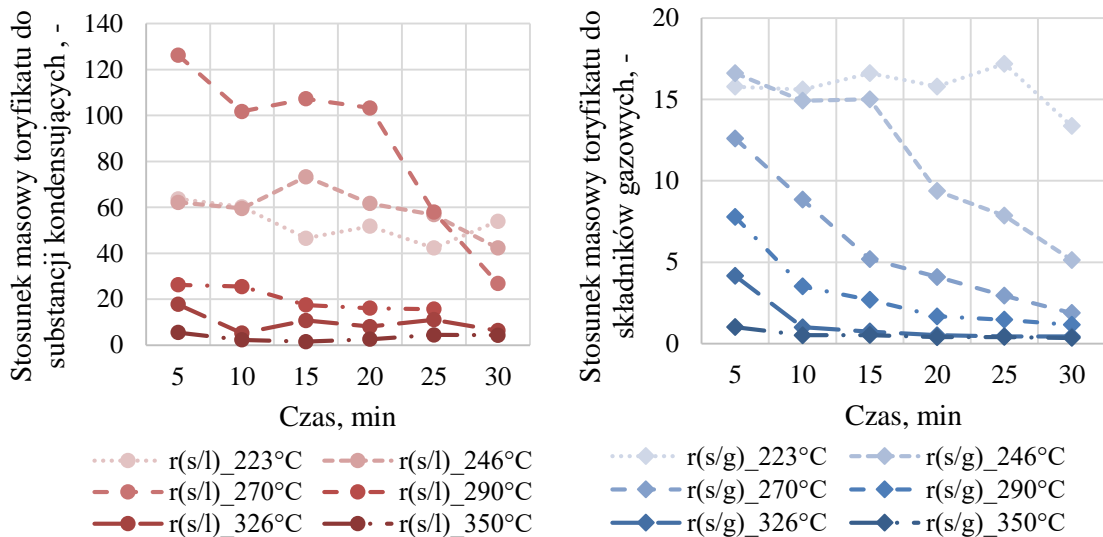 Stosunek masowy toryfikatu do
substancji kondensujących , -
140
120
100
80
60
40
20
0
5 10 15 20 25 30
Czas, min
r(s/l)_223°C r(s/l)_246°C
r(s/l)_270°C r(s/l)_290°C
r(s/l)_326°C r(s/l)_350°C
Stosunek masowy toryfikatu do
składników gazowych, -
20
15
10
5
0
5 10 15 20 25 30
Czas, min
r(s/g)_223°C r(s/g)_246°C
r(s/g)_270°C r(s/g)_290°C
r(s/g)_326°C r(s/g)_350°C